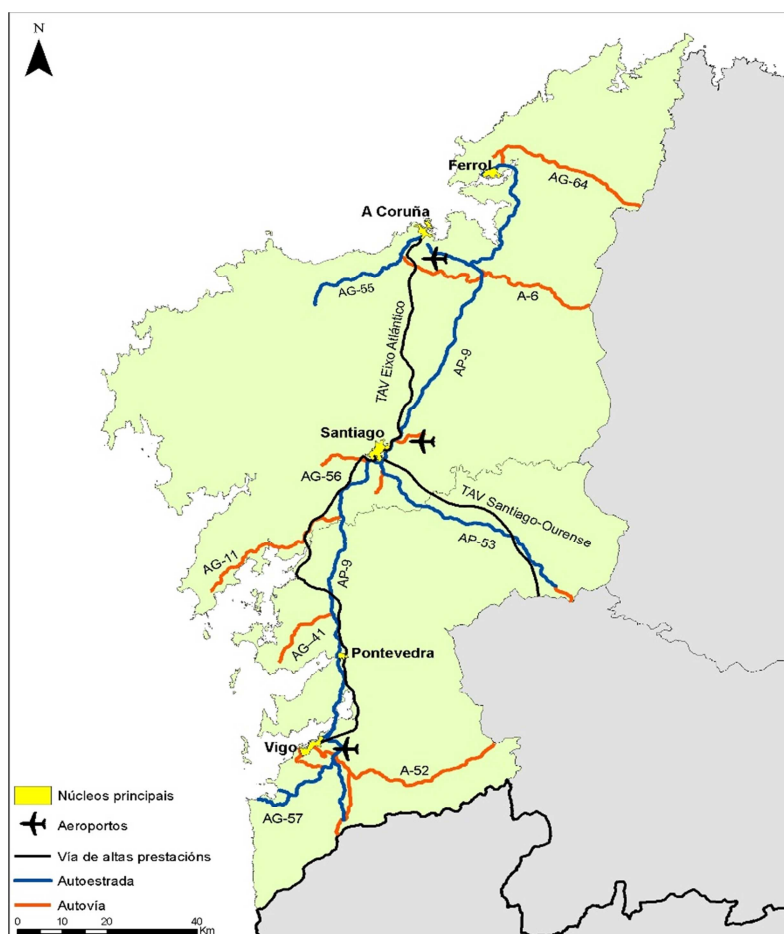 N
Ferrol
AG-64
A Coruña
AG-55
A-6
TAV Eixo Atlántico
AP-9
Santiago
AG-56
TAV Santiago-Ourense
AP-53
AG-11
AP-9
AG-41
Pontevedra
Vigo
A-52
AG-57
Núcleos principais
Aeroportos
Vía de altas prestacións
Autoestrada
Autovía
0 10 20 40
Km